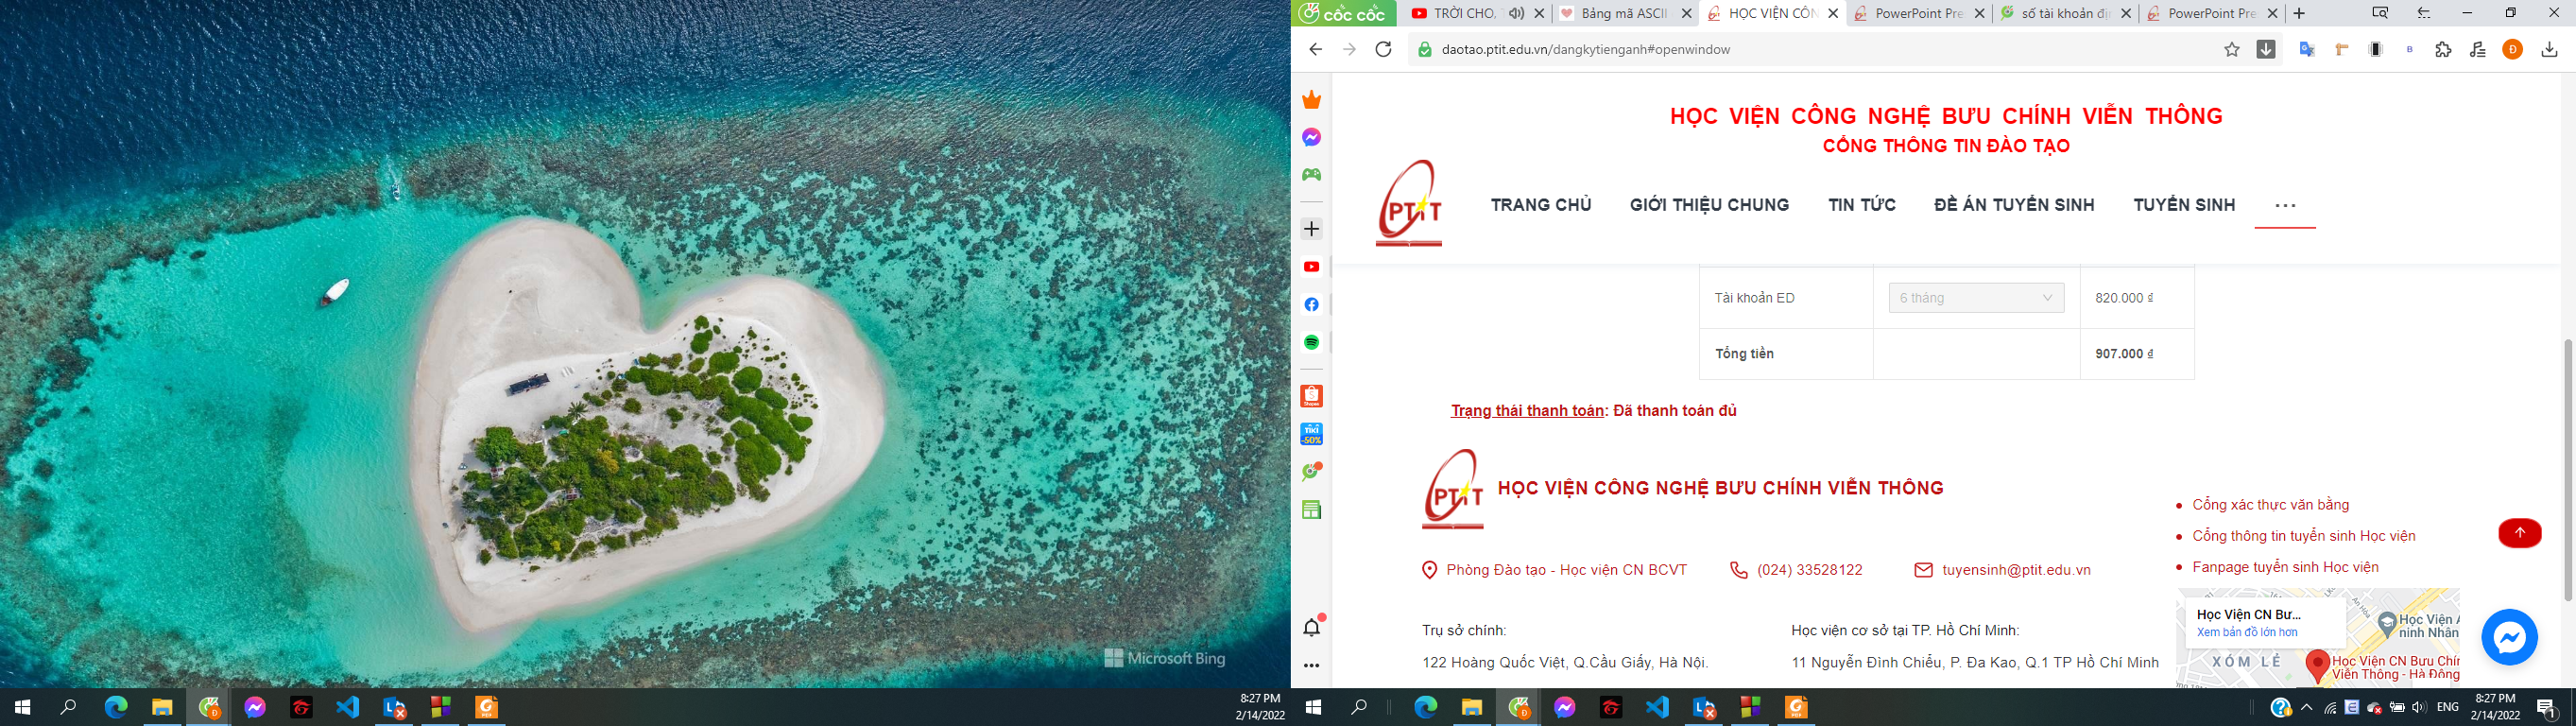 Microsoft Bing
8:27 PM
2/14/2022
cốc cốc
TRỜI CHO,
Bảng mã ASCII
HỌC VIỆN CÔN
PowerPoint Pre
số tài khoản địn
PowerPoint Pre
daotao.ptit.edu.vn/dangkytienganh#openwindow
Đ
HỌC VIỆN CÔNG NGHỆ BƯU CHÍNH VIỄN THÔNG
CỔNG THÔNG TIN ĐÀO TẠO
PTIT
TRANG CHỦ GIỚI THIỆU CHUNG TIN TỨC ĐỀ ÁN TUYỂN SINH TUYỂN SINH ...
Tài khoản ED 6 tháng 820.000 ₫
Tổng tiền 907.000 ₫
Trạng thái thanh toán: Đã thanh toán đủ
TIKI
-50%
PTIT
HỌC VIỆN CÔNG NGHỆ BƯU CHÍNH VIỄN THÔNG
Cổng xác thực văn bằng
Cổng thông tin tuyển sinh Học viện
Fanpage tuyển sinh Học viện
Phòng Đào tạo - Học viện CN BCVT (024) 33528122 tuyensinh@ptit.edu.vn
Trụ sở chính:
122 Hoàng Quốc Việt, Q.Cầu Giấy, Hà Nội.
Học viện cơ sở tại TP. Hồ Chí Minh:
11 Nguyễn Đình Chiểu, P. Đa Kao, Q.1 TP Hồ Chí Minh
Học Viện CN Bư...
Xem bản đồ lớn hơn
Học Viện A
ninh Nhân
XÓM LẺ
Học Viện CN Bưu Chín
Viễn Thông - Hà Đông
ENG
8:27 PM
2/14/2022
1